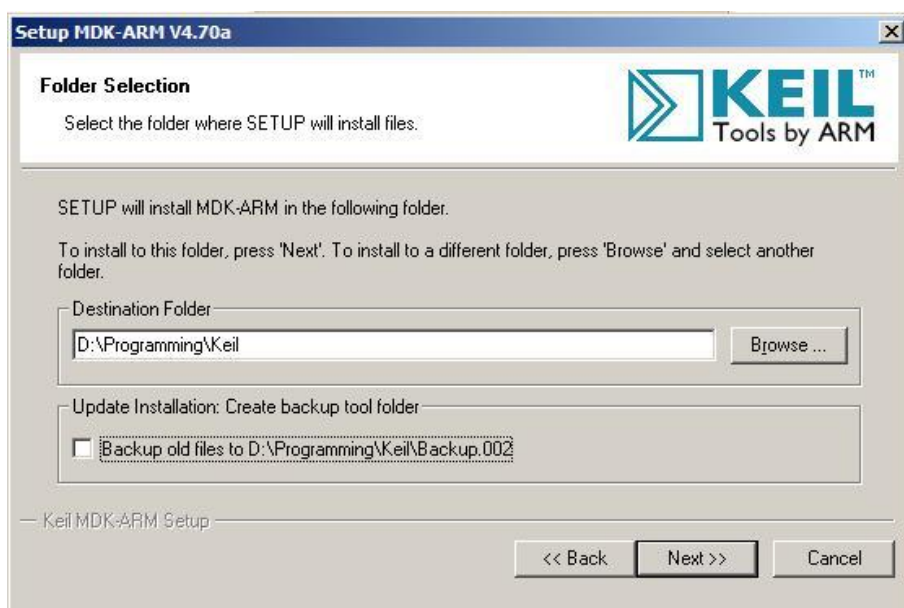 Setup MDK-ARM V4.70a
Folder Selection
Select the folder where SETUP will install files.
KEIL™
Tools by ARM
SETUP will install MDK-ARM in the following folder.
To install to this folder, press 'Next'. To install to a different folder, press 'Browse' and select another
folder.
Destination Folder
D:\Programming\Keil
Browse ...
Update Installation: Create backup tool folder
Backup old files to D:\Programming\Keil\Backup.002
Keil MDK-ARM Setup
<< Back
Next >>
Cancel